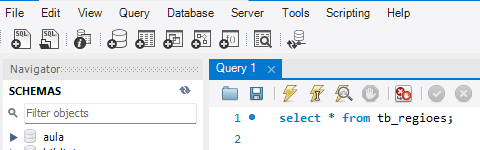 File Edit View Query Database Server Tools Scripting Help
SQL SQL
Navigator
Query 1
SCHEMAS
Filter objects
1 select * from tb_regioes;
aula
2